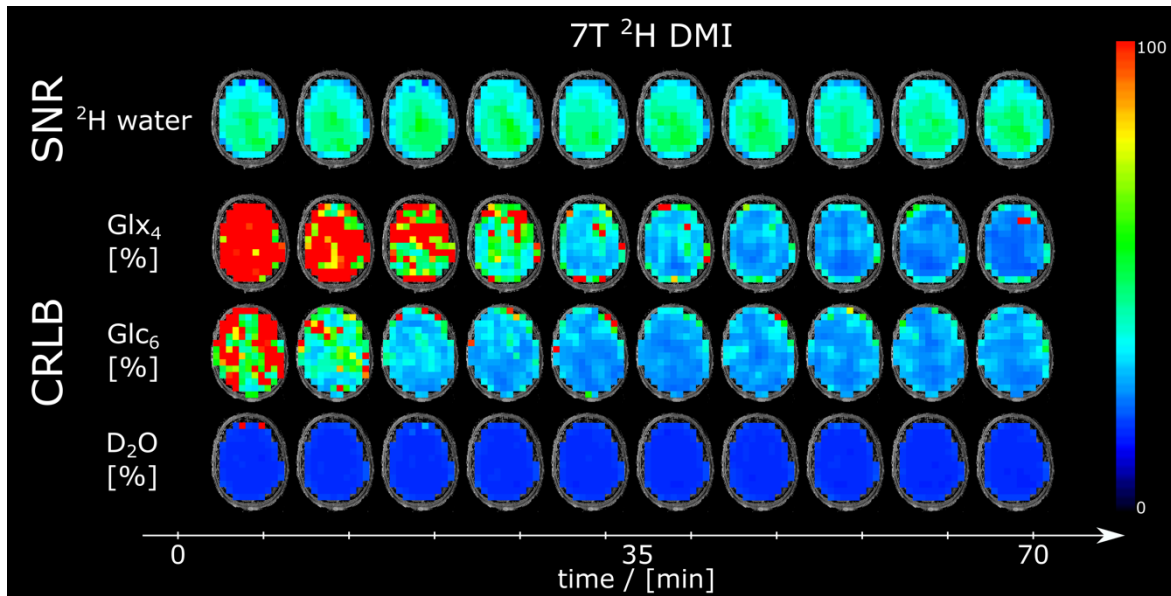 7T ²H DMI
100
SNR
²H water
Glx₄
[%]
CRLB
Glc₆
[%]
D₂O
[%]
0
0 35 70
time / [min]